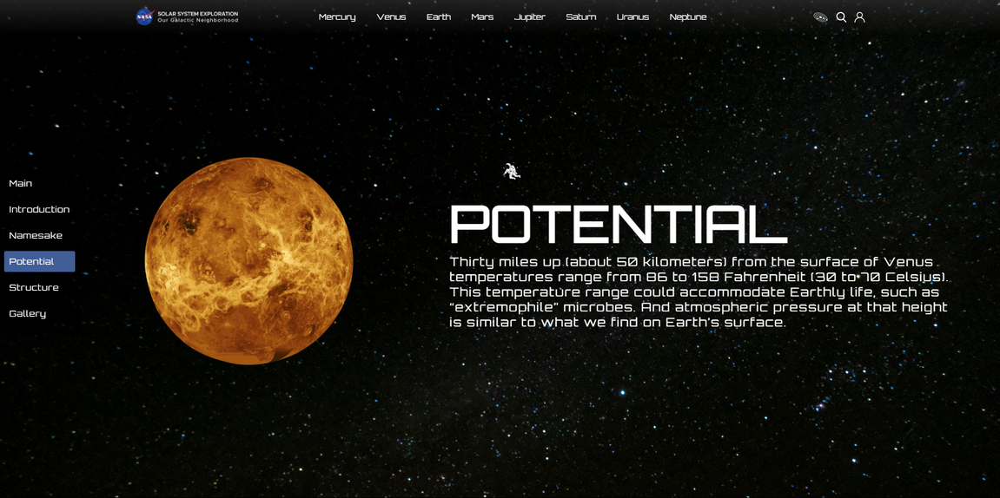 NASA
SOLAR SYSTEM EXPLORATION
Our Galactic Neighborhood
Mercury Venus Earth Mars Jupiter Saturn Uranus Neptune
Main
Introduction
Namesake
Potential
Structure
Gallery
POTENTIAL
Thirty miles up (about 50 kilometers) from the surface of Venus
temperatures range from 86 to 158 Fahrenheit (30 to 70 Celsius).
This temperature range could accommodate Earthly life, such as
“extremophile” microbes. And atmospheric pressure at that height
is similar to what we find on Earth’s surface.